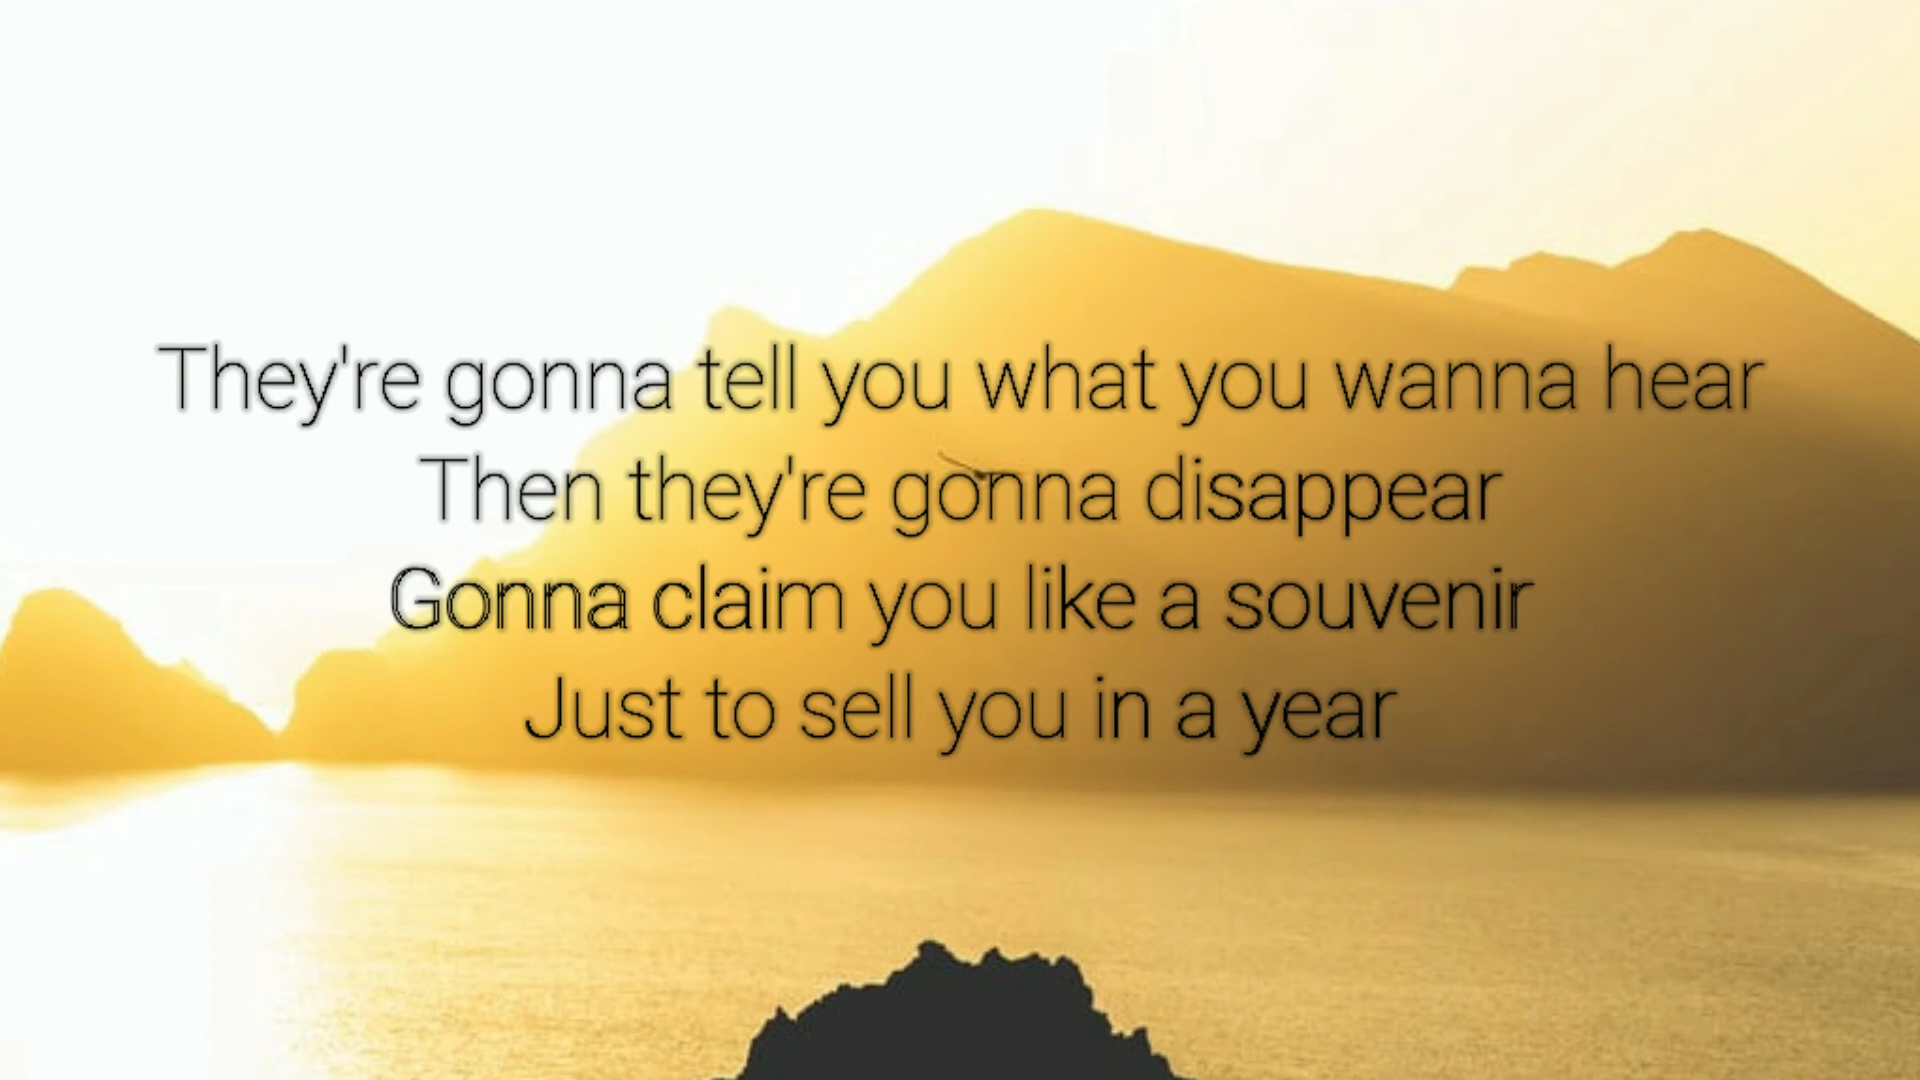 They're gonna tell you what you wanna hear
Then they're gonna disappear
Gonna claim you like a souvenir
Just to sell you in a year